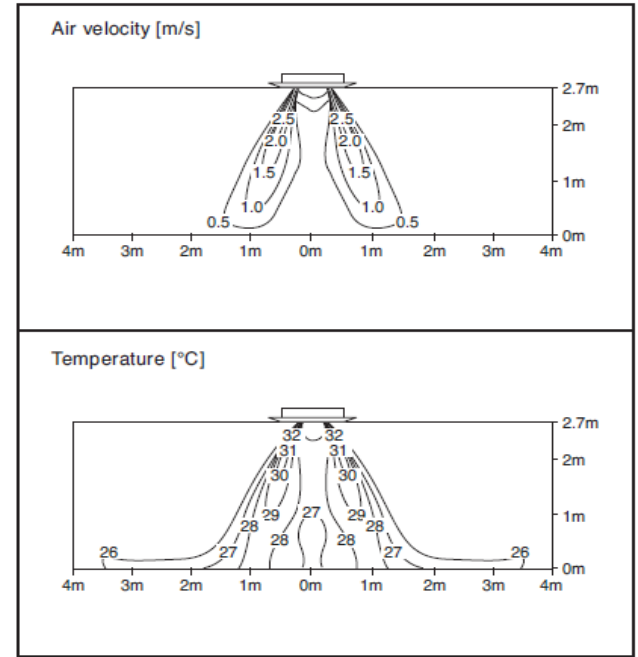 Air velocity [m/s]
2.7m
2.5 2.5 2m
2.0 2.0
1.5 1.5 1m
1.0 1.0
0.5 0.5 0m
4m 3m 2m 1m 0m 1m 2m 3m 4m
Temperature [°C]
2.7m
32 32
31 31 2m
30 30
29 27 29 1m
28 28
26 27 28 28 27 26 0m
4m 3m 2m 1m 0m 1m 2m 3m 4m